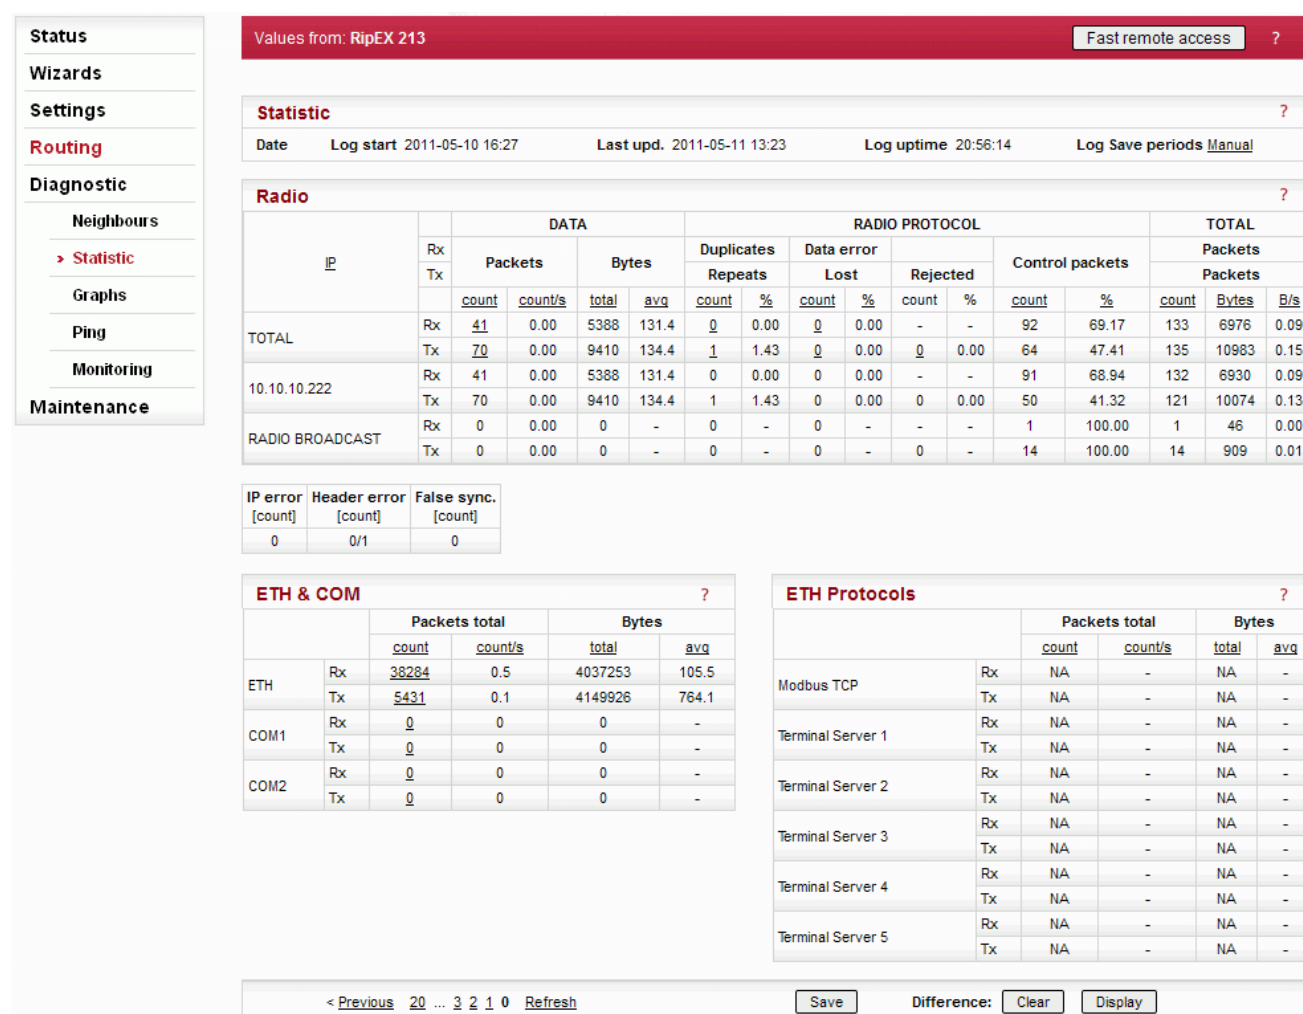 Status
Wizards
Settings
Routing
Diagnostic
Neighbours
› Statistic
Graphs
Ping
Monitoring
Maintenance
Values from: RipEX 213 Fast remote access ?
Statistic ?
Date Log start 2011-05-10 16:27 Last upd. 2011-05-11 13:23 Log uptime 20:56:14 Log Save periods Manual
Radio ?
DATA RADIO PROTOCOL TOTAL
IP Rx Packets Bytes Duplicates Data error Control packets Packets
Tx Repeats Lost Rejected Packets
count count/s total avg count % count % count % count % count Bytes B/s
TOTAL Rx 41 0.00 5388 131.4 0 0.00 0 0.00 - - 92 69.17 133 6976 0.09
Tx 70 0.00 9410 134.4 1 1.43 0 0.00 0 0.00 64 47.41 135 10983 0.15
10.10.10.222 Rx 41 0.00 5388 131.4 0 0.00 0 0.00 - - 91 68.94 132 6930 0.09
Tx 70 0.00 9410 134.4 1 1.43 0 0.00 0 0.00 50 41.32 121 10074 0.13
RADIO BROADCAST Rx 0 0.00 0 - 0 - 0 - - - 1 100.00 1 46 0.00
Tx 0 0.00 0 - 0 - 0 - 0 - 14 100.00 14 909 0.01
IP error Header error False sync.
[count] [count] [count]
0 0/1 0
ETH & COM ?
Packets total Bytes
count count/s total avg
ETH Rx 38284 0.5 4037253 105.5
Tx 5431 0.1 4149926 764.1
COM1 Rx 0 0 0 -
Tx 0 0 0 -
COM2 Rx 0 0 0 -
Tx 0 0 0 -
ETH Protocols ?
Packets total Bytes
count count/s total avg
Modbus TCP Rx NA - NA -
Tx NA - NA -
Terminal Server 1 Rx NA - NA -
Tx NA - NA -
Terminal Server 2 Rx NA - NA -
Tx NA - NA -
Terminal Server 3 Rx NA - NA -
Tx NA - NA -
Terminal Server 4 Rx NA - NA -
Tx NA - NA -
Terminal Server 5 Rx NA - NA -
Tx NA - NA -
< Previous 20 ... 3 2 1 0 Refresh Save Difference: Clear Display